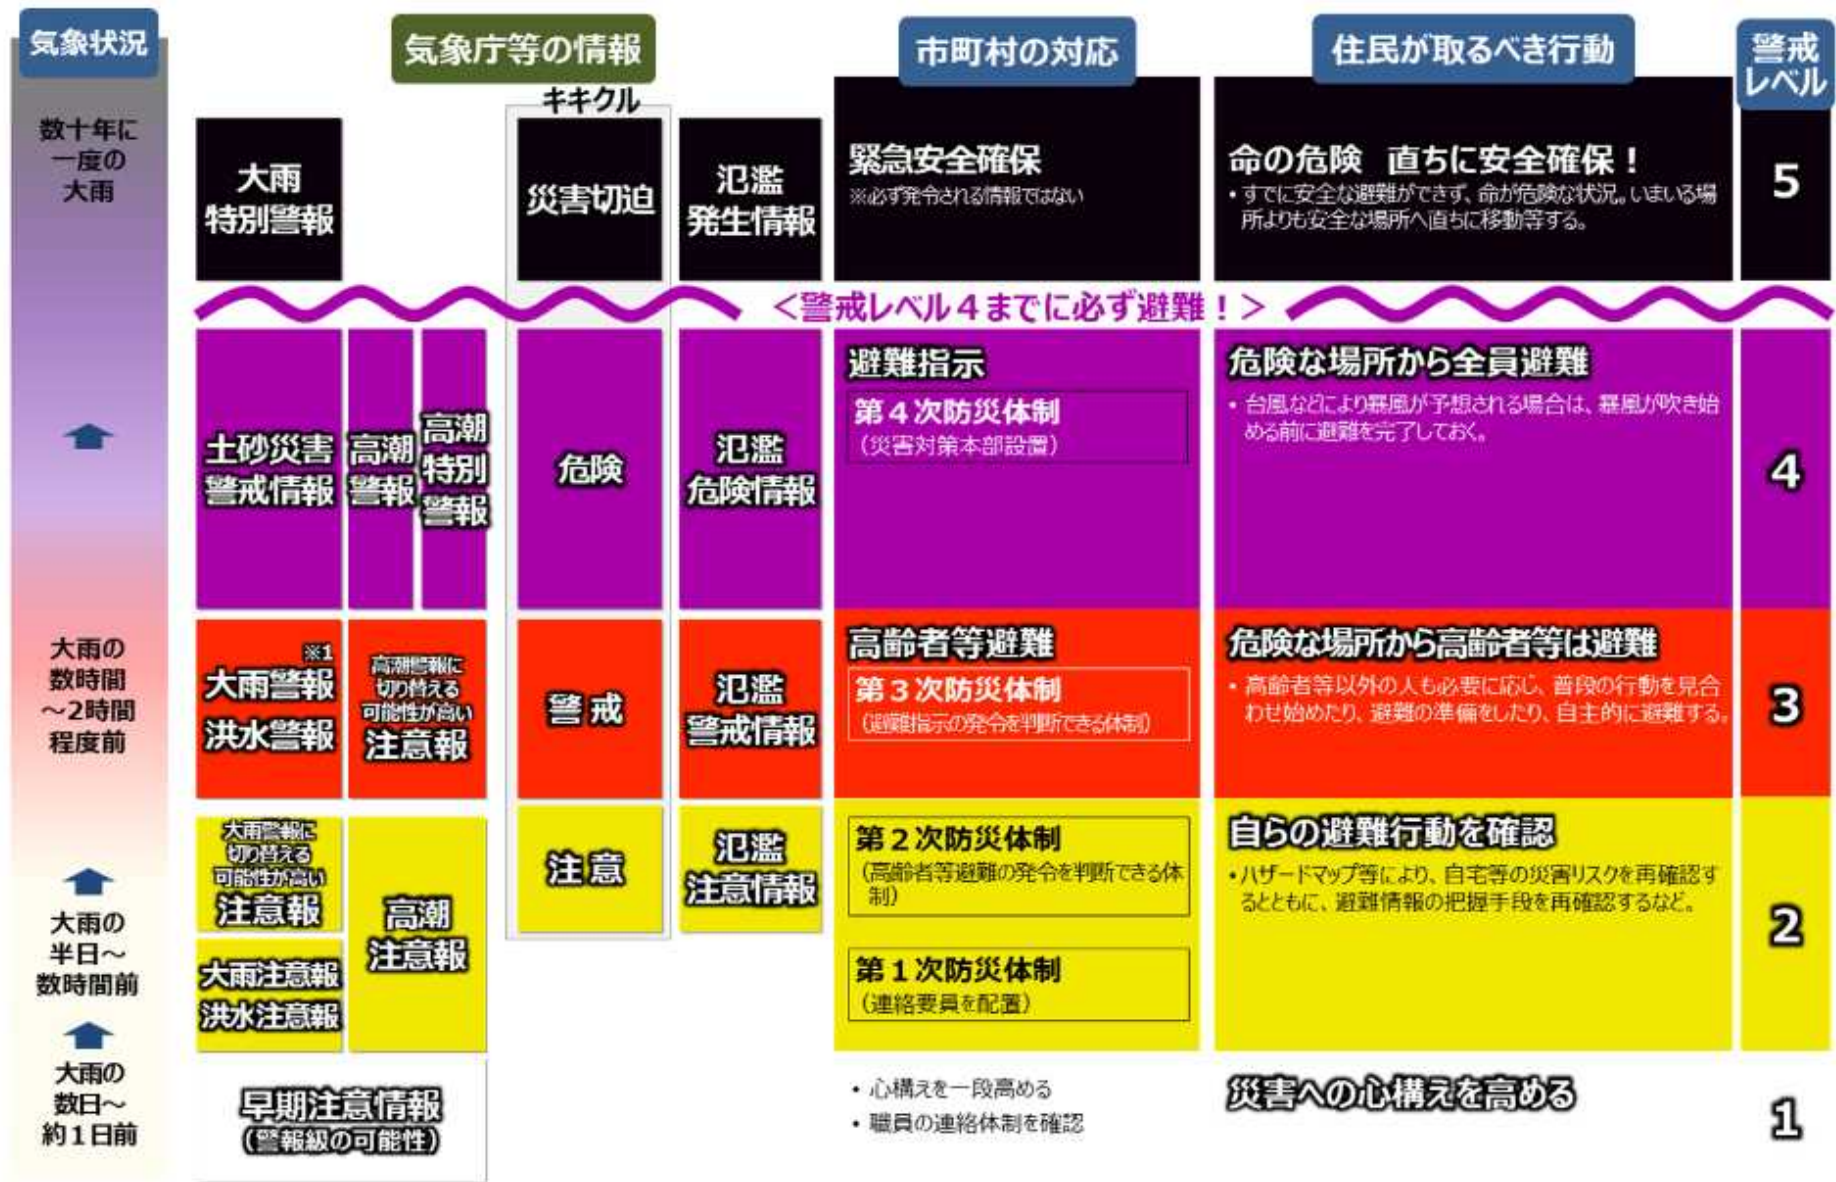 気象状況
気象庁等の情報
市町村の対応
住民が取るべき行動
警戒
レベル
キキクル
数十年に
一度の
大雨
大雨
特別警報
災害切迫
氾濫
発生情報
緊急安全確保
※必ず発令される情報ではない
命の危険 直ちに安全確保！
・すでに安全な避難ができず、命が危険な状況。いまいる場
所よりも安全な場所へ直ちに移動等する。
5
＜警戒レベル４までに必ず避難！＞
土砂災害
警戒情報
高潮
警報
高潮
特別
警報
危険
氾濫
危険情報
避難指示
第４次防災体制
（災害対策本部設置）
危険な場所から全員避難
・台風などにより暴風が予想される場合は、暴風が吹き始
める前に避難を完了しておく。
4
大雨の
数時間
～2時間
程度前
※1
大雨警報
洪水警報
高潮警報に
切り替える
可能性が高い
注意報
警戒
氾濫
警戒情報
高齢者等避難
第３次防災体制
（避難指示の発令を判断できる体制）
危険な場所から高齢者等は避難
・高齢者等以外の人も必要に応じ、普段の行動を見合
わせ始めたり、避難の準備をしたり、自主的に避難する。
3
大雨の
半日～
数時間前
大雨警報に
切り替える
可能性が高い
注意報
大雨注意報
洪水注意報
高潮
注意報
注意
氾濫
注意情報
第２次防災体制
（高齢者等避難の発令を判断できる体
制）
第１次防災体制
（連絡要員を配置）
自らの避難行動を確認
・ハザードマップ等により、自宅等の災害リスクを再確認す
るとともに、避難情報の把握手段を再確認するなど。
2
大雨の
数日～
約１日前
早期注意情報
（警報級の可能性）
・心構えを一段高める
・職員の連絡体制を確認
災害への心構えを高める
1